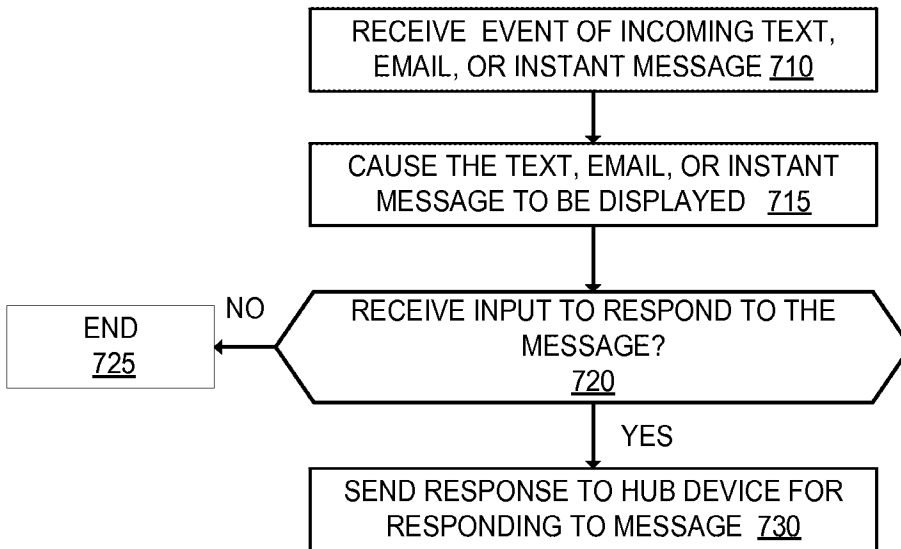 RECEIVE EVENT OF INCOMING TEXT,
EMAIL, OR INSTANT MESSAGE 710
CAUSE THE TEXT, EMAIL, OR INSTANT
MESSAGE TO BE DISPLAYED 715
RECEIVE INPUT TO RESPOND TO THE
MESSAGE?
720
NO
END
725
YES
SEND RESPONSE TO HUB DEVICE FOR
RESPONDING TO MESSAGE 730